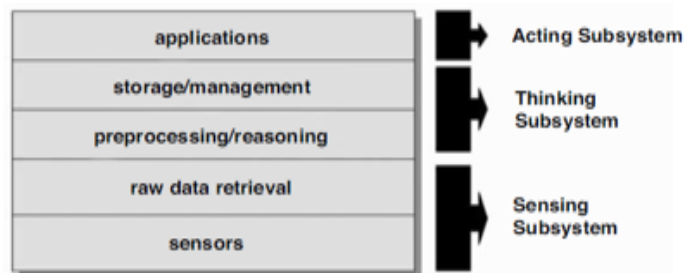 applications
Acting Subsystem
storage/management
Thinking
Subsystem
preprocessing/reasoning
raw data retrieval
Sensing
Subsystem
sensors